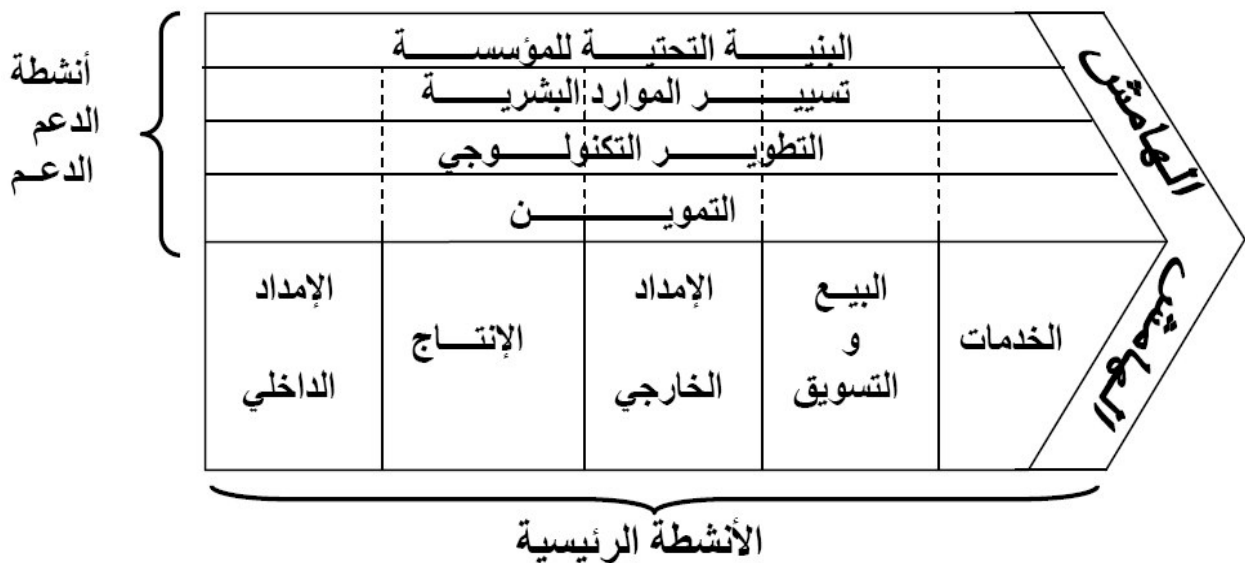 البنية التحتية للمؤسسة
تسيير الموارد البشرية
التطوير التكنولوجي
التموين
أنشطة
الدعم
الدعم
الهامش
الهامش
الإمداد
الداخلي
الإنتاج
الإمداد
الخارجي
البيع
و
التسويق
الخدمات
الأنشطة الرئيسية